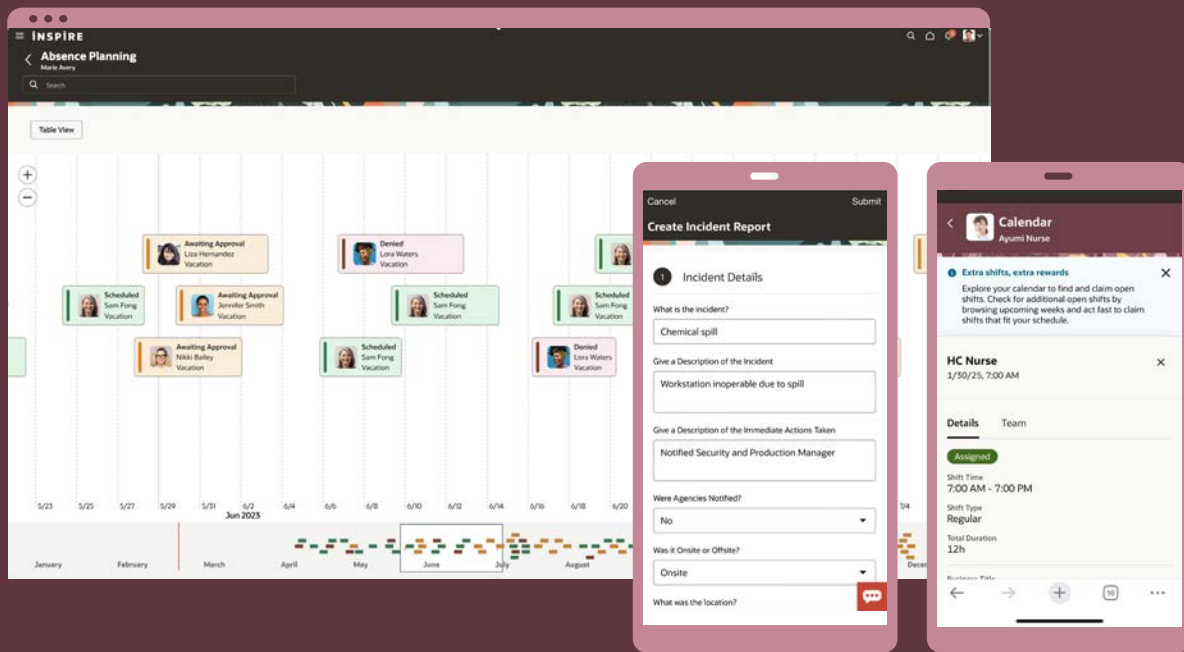 INSPIRE
Absence Planning
Marie Avery
Search
Table View
Awaiting Approval
Liza Hernandez
Vacation
Denied
Lora Waters
Vacation
Scheduled
Sam Fong
Vacation
Awaiting Approval
Jennifer Smith
Vacation
Scheduled
Sam Fong
Vacation
Scheduled
Sam Fong
Vacation
Awaiting Approval
Nikki Bailey
Vacation
Scheduled
Sam Fong
Vacation
Denied
Lora Waters
Vacation
5/23 5/25 5/27 5/29 5/31 6/2 6/4 6/6 6/8 6/10 6/12 6/14 6/16 6/18 6/20 7/4
Jun 2023
January February March April May June July August Decem
Cancel Submit
Create Incident Report
1 Incident Details
What is the incident?
Chemical spill
Give a Description of the Incident
Workstation inoperable due to spill
Give a Description of the Immediate Actions Taken
Notified Security and Production Manager
Were Agencies Notified?
No
Was it Onsite or Offsite?
Onsite
What was the location?
Calendar
Ayumi Nurse
Extra shifts, extra rewards
Explore your calendar to find and claim open
shifts. Check for additional open shifts by
browsing upcoming weeks and act fast to claim
shifts that fit your schedule.
HC Nurse
1/30/25, 7:00 AM
Details Team
Assigned
Shift Time
7:00 AM - 7:00 PM
Shift Type
Regular
Total Duration
12h
Business Title